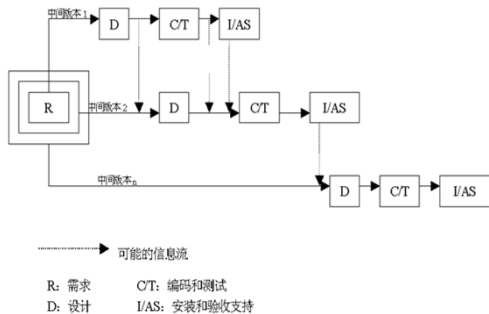 中间版本1
D
C/T
I/AS
R
中间版本2
D
C/T
I/AS
中间版本n
D
C/T
I/AS
可能的信息流
R：需求 C/T：编码和测试
D：设计 I/AS：安装和验收支持